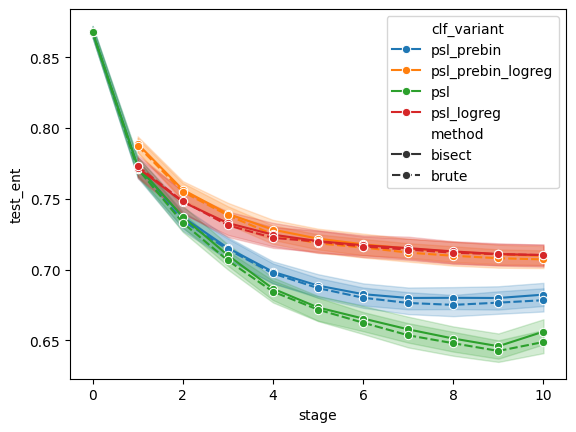 clf_variant
psl_prebin
psl_prebin_logreg
psl
psl_logreg
method
bisect
brute
0.85
0.80
0.75
0.70
0.65
test_ent
0 2 4 6 8 10
stage